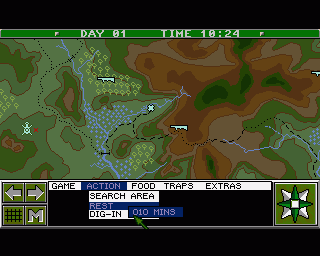 DAY 01 TIME 10:24
GAME ACTION FOOD TRAPS EXTRAS
SEARCH AREA
REST 010 MINS
DIG-IN
M